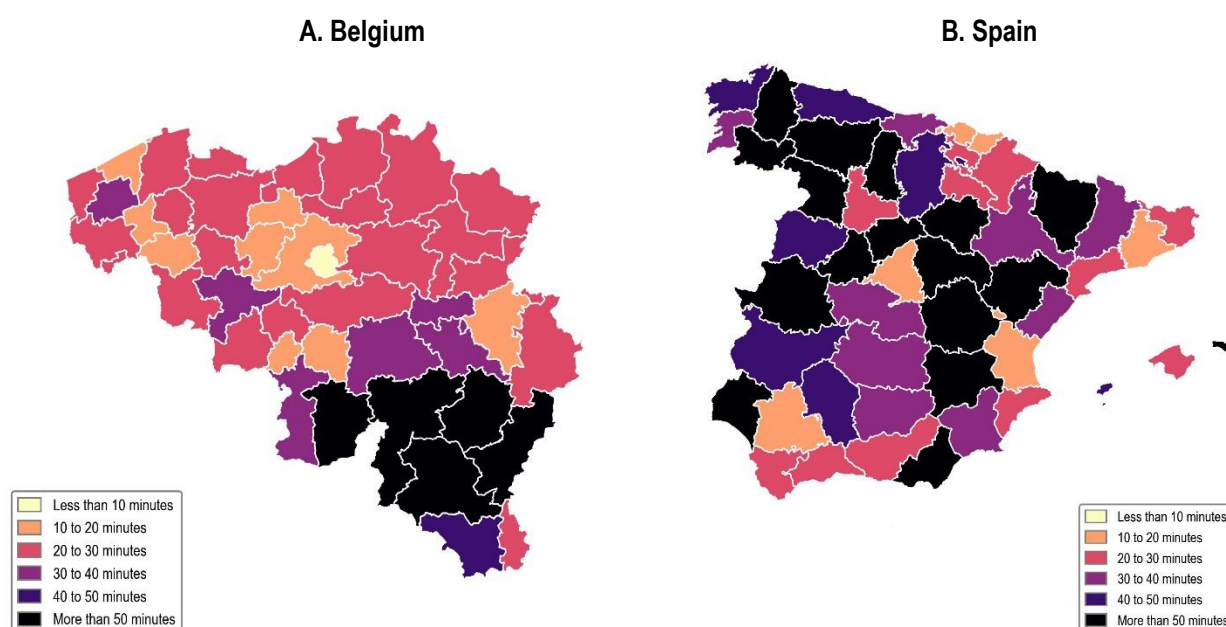 A. Belgium
B. Spain
Less than 10 minutes
10 to 20 minutes
20 to 30 minutes
30 to 40 minutes
40 to 50 minutes
More than 50 minutes
Less than 10 minutes
10 to 20 minutes
20 to 30 minutes
30 to 40 minutes
40 to 50 minutes
More than 50 minutes